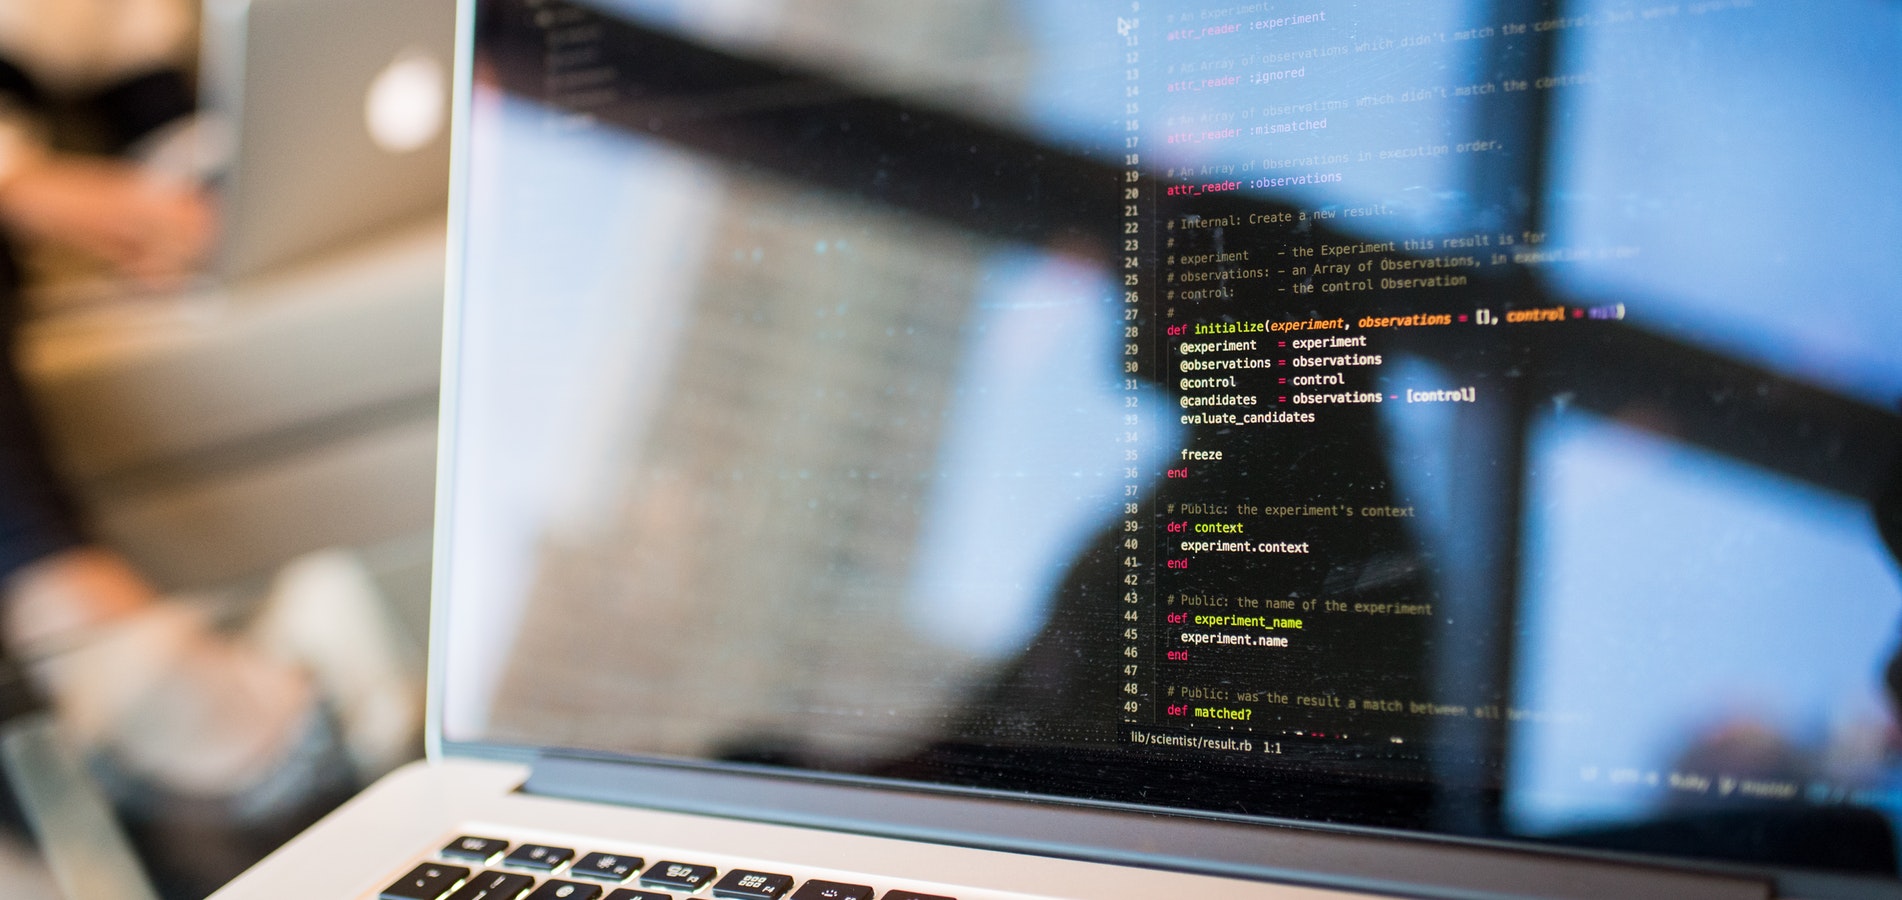 9 # An Experiment.
10 attr_reader :experiment
11
12 # An Array of observations which didn't match the control, but were ignored
13 attr_reader :ignored
14
15 # An Array of observations which didn't match the control.
16 attr_reader :mismatched
17
18 # An Array of Observations in execution order.
19 attr_reader :observations
20
21 # Internal: Create a new result.
22 #
23 # experiment - the Experiment this result is for
24 # observations: - an Array of Observations, in execution order
25 # control: - the control Observation
26 #
27 def initialize(experiment, observations = [], control = nil)
28 @experiment = experiment
29 @observations = observations
30 @control = control
31 @candidates = observations - [control]
32 evaluate_candidates
33
34 freeze
35 end
36
37
38 # Public: the experiment's context
39 def context
40 experiment.context
41 end
42
43 # Public: the name of the experiment
44 def experiment_name
45 experiment.name
46 end
47
48 # Public: was the result a match between all
49 def matched?
lib/scientist/result.rb 1:1
LF UTF-8 Ruby master
F3
F4